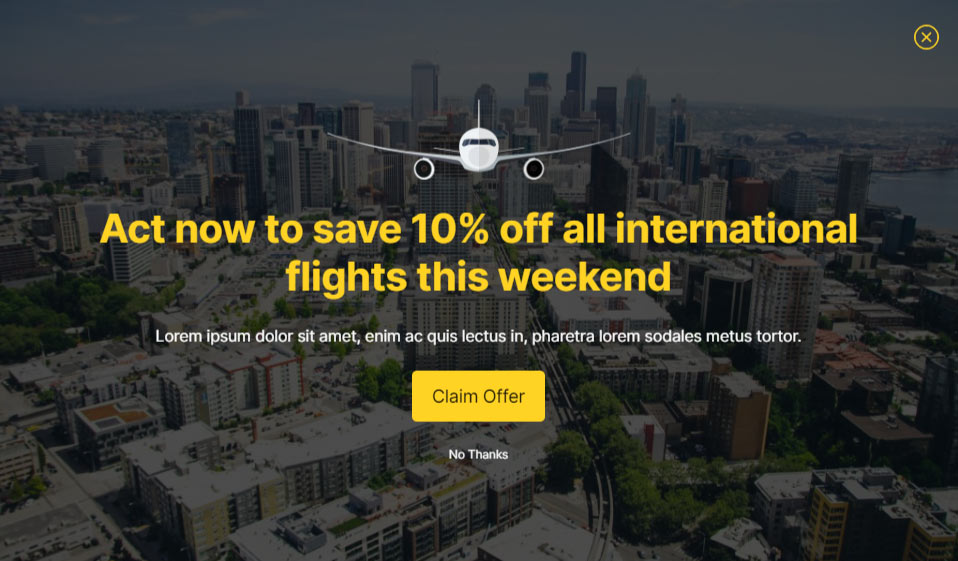 Act now to save 10% off all international
flights this weekend
Lorem ipsum dolor sit amet, enim ac quis lectus in, pharetra lorem sodales metus tortor.
Claim Offer
No Thanks